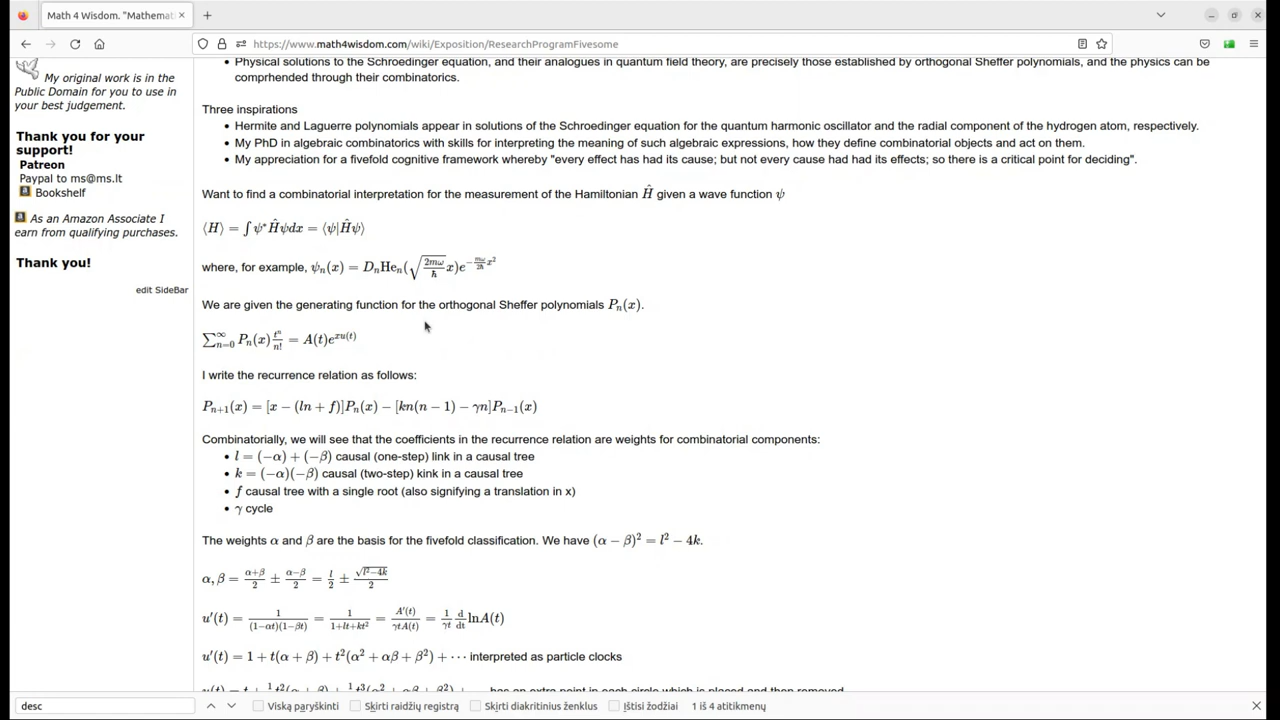 Math 4 Wisdom. "Mathemat
https://www.math4wisdom.com/wiki/Exposition/ResearchProgramFivesome
My original work is in the
Public Domain for you to use in
your best judgement.
Thank you for your
support!
Patreon
Paypal to ms@ms.lt
Bookshelf
As an Amazon Associate I
earn from qualifying purchases.
Thank you!
edit SideBar
• Physical solutions to the Schroedinger equation, and their analogues in quantum field theory, are precisely those established by orthogonal Sheffer polynomials, and the physics can be
comprhended through their combinatorics.
Three inspirations
• Hermite and Laguerre polynomials appear in solutions of the Schroedinger equation for the quantum harmonic oscillator and the radial component of the hydrogen atom, respectively.
• My PhD in algebraic combinatorics with skills for interpreting the meaning of such algebraic expressions, how they define combinatorial objects and act on them.
• My appreciation for a fivefold cognitive framework whereby "every effect has had its cause; but not every cause had had its effects; so there is a critical point for deciding".
Want to find a combinatorial interpretation for the measurement of the Hamiltonian Ĥ given a wave function ψ
⟨H⟩ = ∫ ψ*Ĥψdx = ⟨ψ|Ĥψ⟩
where, for example, ψₙ(x) = DₙHeₙ(√(2mω/ħ) x)e^(−(mω/2ħ)x²)
We are given the generating function for the orthogonal Sheffer polynomials Pₙ(x).
∑_{n=0}^∞ Pₙ(x) tⁿ/n! = A(t)e^{xu(t)}
I write the recurrence relation as follows:
Pₙ₊₁(x) = [x − (ln + f)]Pₙ(x) − [kn(n − 1) − γn]Pₙ₋₁(x)
Combinatorially, we will see that the coefficients in the recurrence relation are weights for combinatorial components:
• l = (−α) + (−β) causal (one-step) link in a causal tree
• k = (−α)(−β) causal (two-step) kink in a causal tree
• f causal tree with a single root (also signifying a translation in x)
• γ cycle
The weights α and β are the basis for the fivefold classification. We have (α − β)² = l² − 4k.
α, β = (α+β)/2 ± (α−β)/2 = l/2 ± √(l²−4k)/2
u′(t) = 1/((1−αt)(1−βt)) = 1/(1+lt+kt²) = A′(t)/(γtA(t)) = 1/(γt) d/dt lnA(t)
u′(t) = 1 + t(α + β) + t²(α² + αβ + β²) + ⋯ interpreted as particle clocks
has an extra point in each circle which is placed and then removed
desc
Viską paryškinti
Skirti raidžių registrą
Skirti diakritinius ženklus
Ištisi žodžiai
1 iš 4 atitikmenų